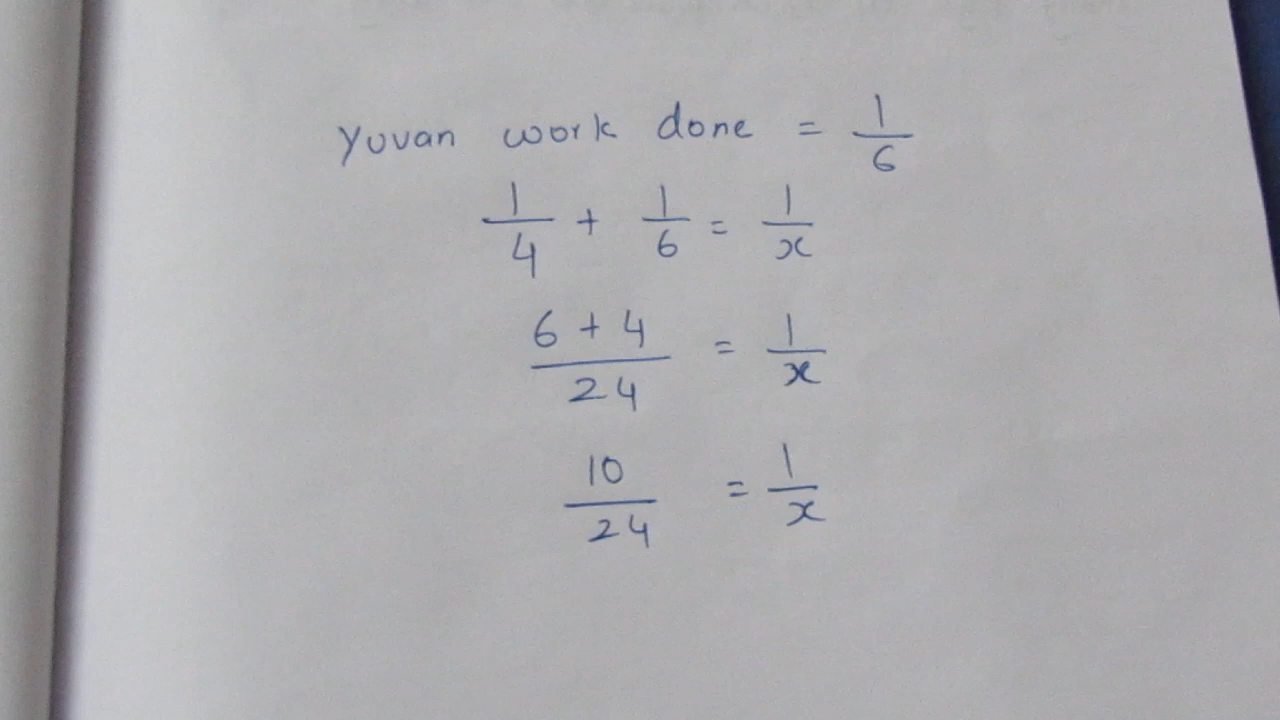 Yuvan work done = 1/6
1/4 + 1/6 = 1/x
6 + 4/24 = 1/x
10/24 = 1/x